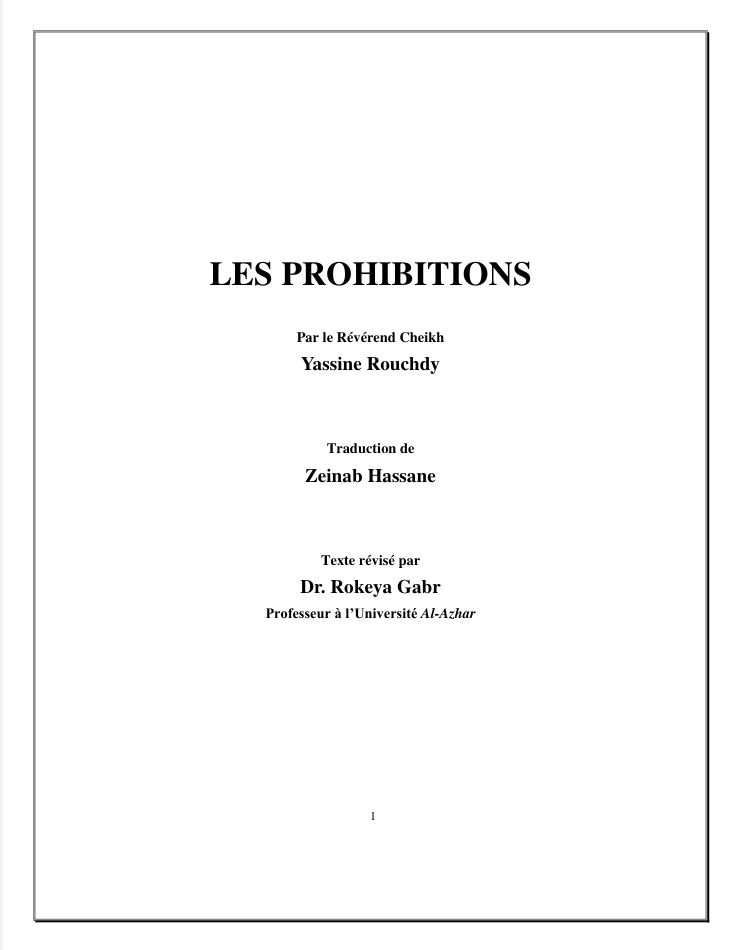 LES PROHIBITIONS
Par le Révérend Cheikh
Yassine Rouchdy
Traduction de
Zeinab Hassane
Texte révisé par
Dr. Rokeya Gabr
Professeur à l’Université Al-Azhar
1